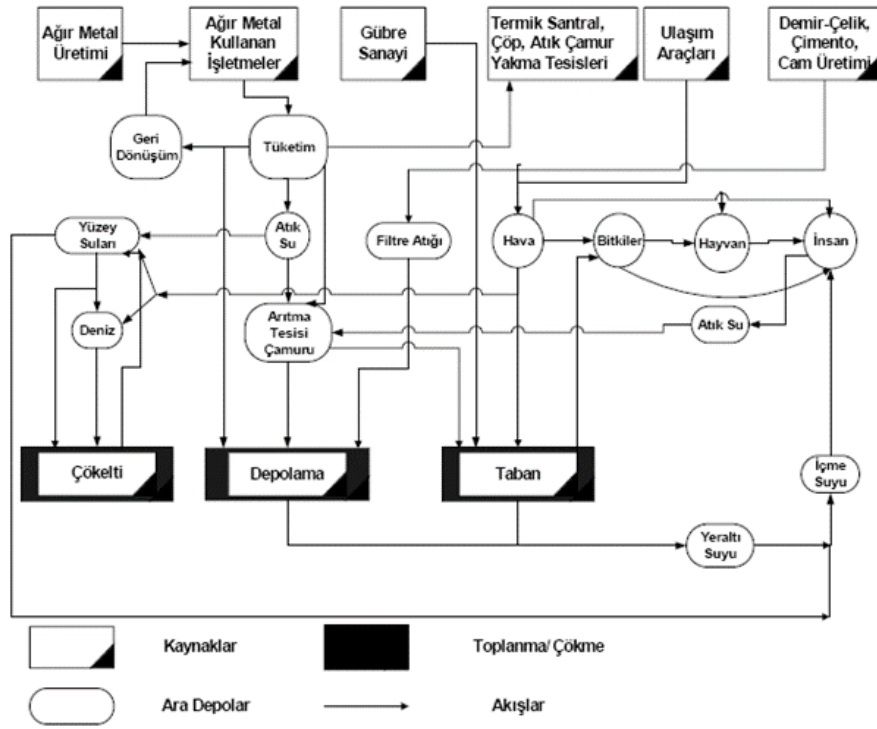 Ağır Metal
Üretimi
Ağır Metal
Kullanan
İşletmeler
Gübre
Sanayi
Termik Santral,
Çöp, Atık Çamur
Yakma Tesisleri
Ulaşım
Araçları
Demir-Çelik,
Çimento,
Cam Üretimi
Geri
Dönüşüm
Tüketim
Yüzey
Suları
Atık
Su
Filtre Atığı
Hava
Bitkiler
Hayvan
İnsan
Deniz
Arıtma
Tesisi
Çamuru
Atık Su
Çökelti
Depolama
Taban
İçme
Suyu
Yeraltı
Suyu
Kaynaklar
Toplanma/ Çökme
Ara Depolar
Akışlar